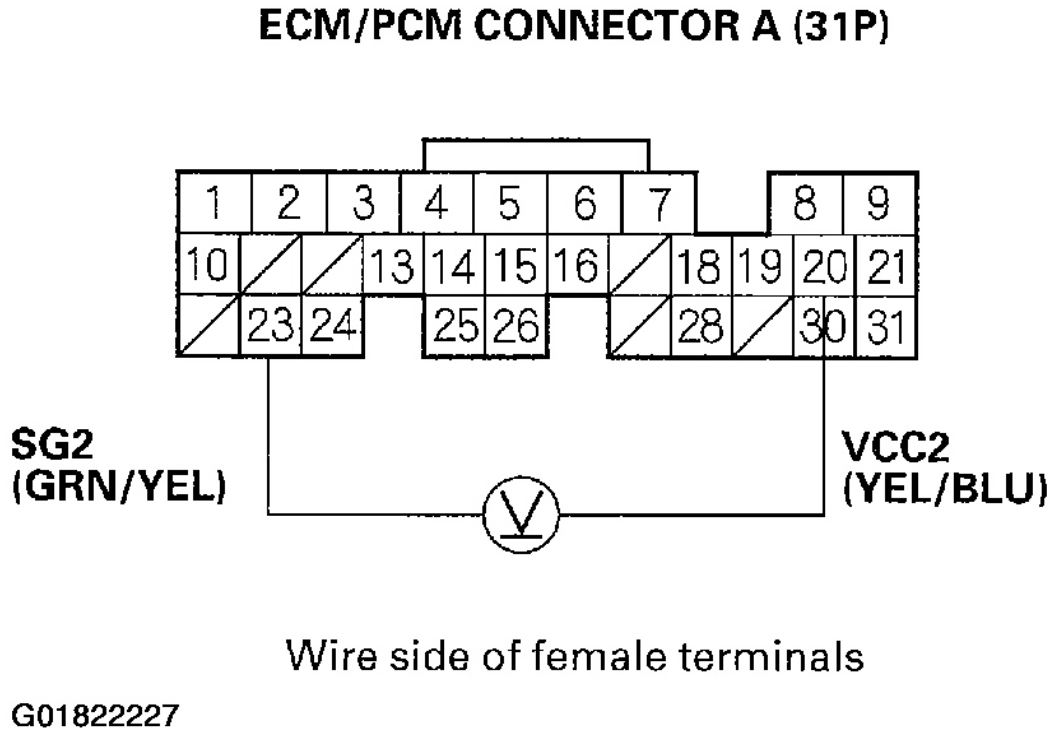 ECM/PCM CONNECTOR A (31P)
1 2 3 4 5 6 7 8 9
10 13 14 15 16 18 19 20 21
23 24 25 26 28 30 31
SG2
(GRN/YEL)
V
VCC2
(YEL/BLU)
Wire side of female terminals
G01822227